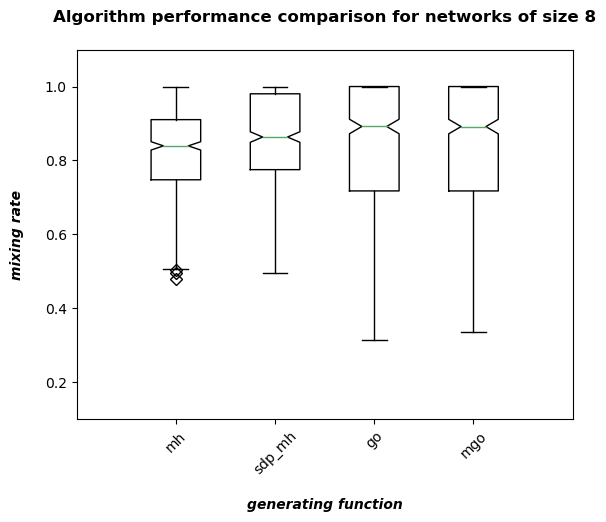 Algorithm performance comparison for networks of size 8
1.0
0.8
0.6
0.4
0.2
mixing rate
mh
sdp_mh
go
mgo
generating function